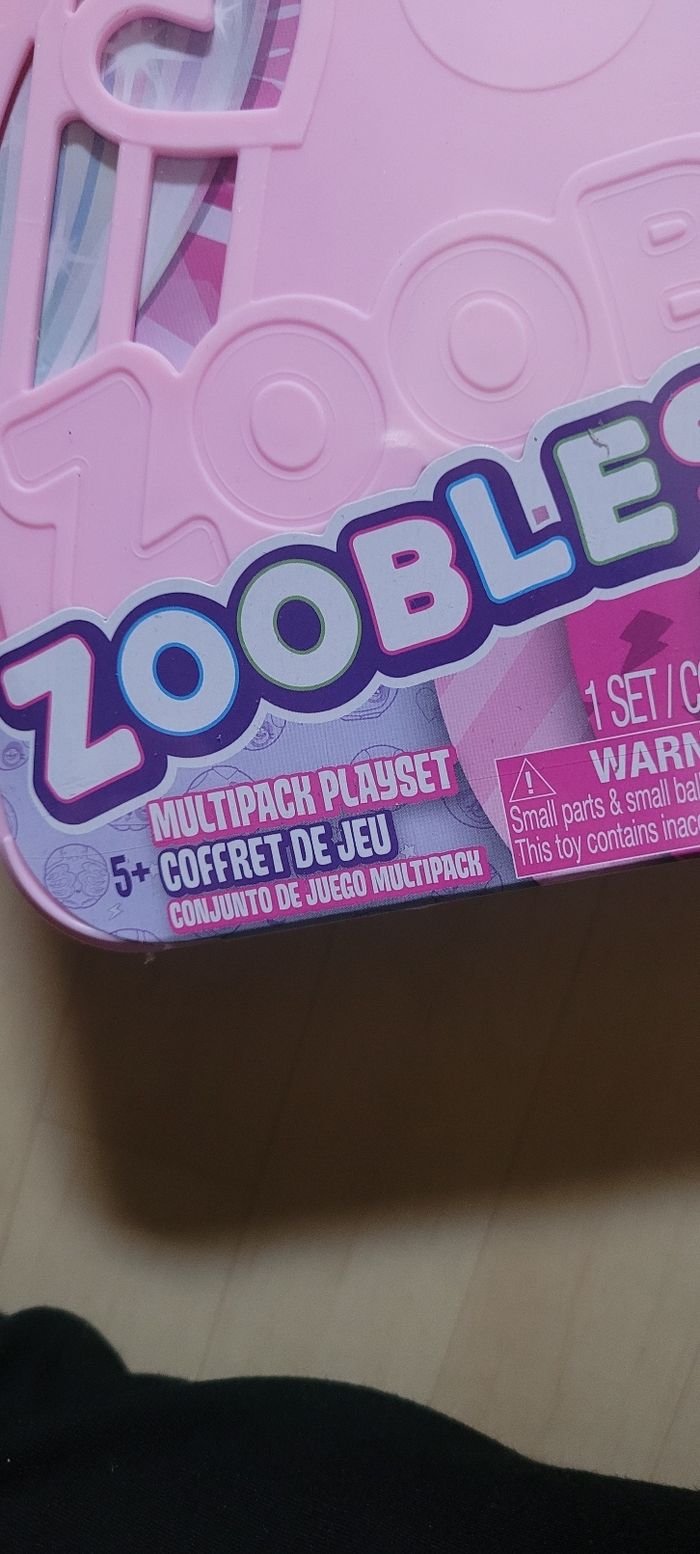 ZOOB
ZOOBLES
MULTIPACK PLAYSET
5+ COFFRET DE JEU
CONJUNTO DE JUEGO MULTIPACK
1 SET /
Small parts & small
This toy contains